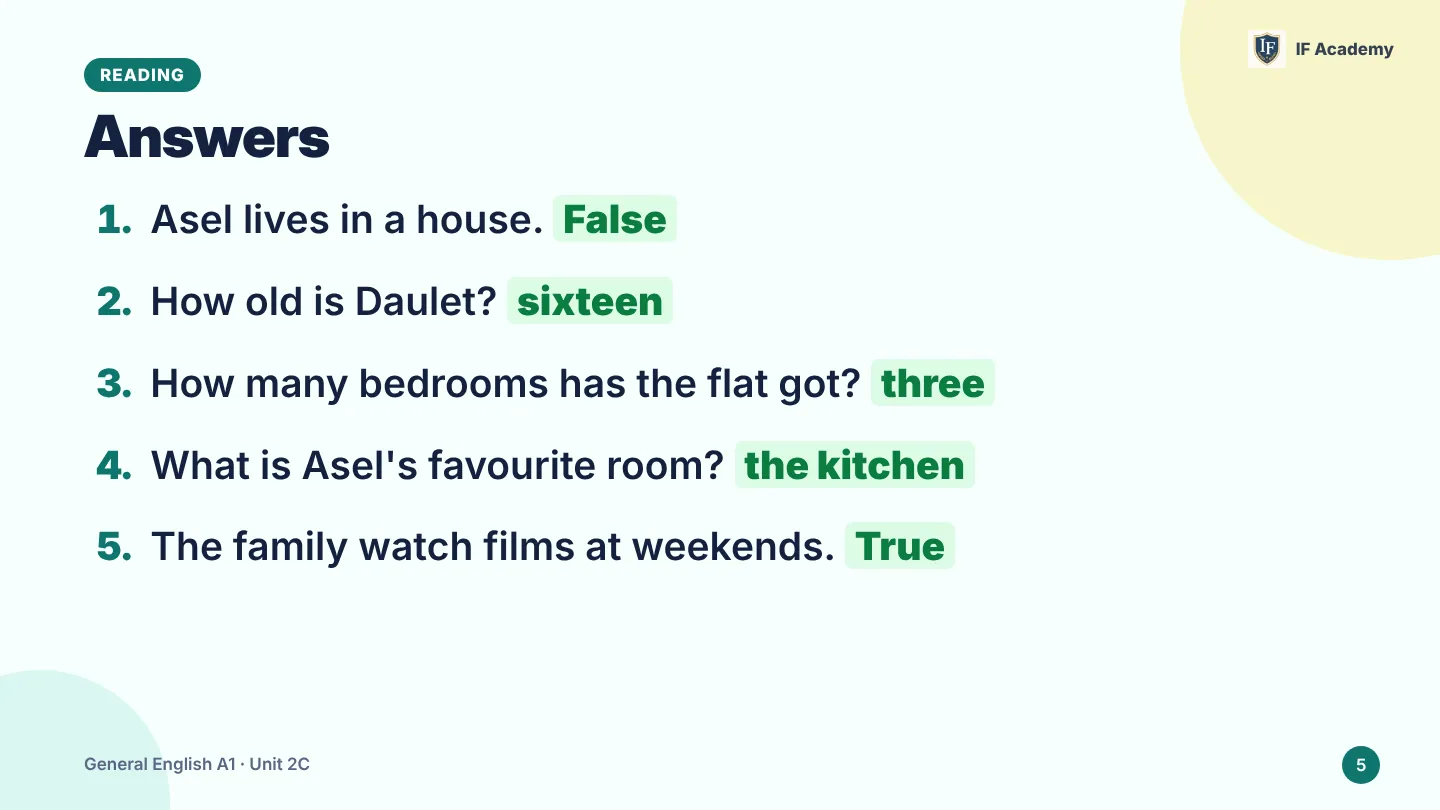 IF IF Academy
READING
Answers
1. Asel lives in a house. False
2. How old is Daulet? sixteen
3. How many bedrooms has the flat got? three
4. What is Asel's favourite room? the kitchen
5. The family watch films at weekends. True
General English A1 · Unit 2C
5